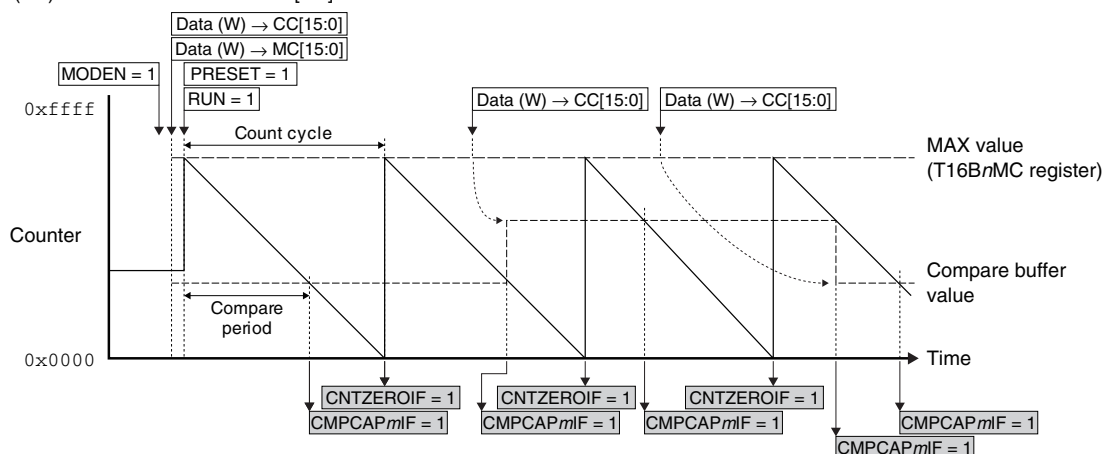 Data (W) → CC[15:0]
Data (W) → MC[15:0]
MODEN = 1
PRESET = 1
RUN = 1
Data (W) → CC[15:0]
Data (W) → CC[15:0]
0xffff
Count cycle
MAX value
(T16BnMC register)
Counter
Compare buffer
value
Compare
period
0x0000
Time
CNTZEROIF = 1
CNTZEROIF = 1
CNTZEROIF = 1
CMPCAPmIF = 1
CMPCAPmIF = 1
CMPCAPmIF = 1
CMPCAPmIF = 1
CMPCAPmIF = 1